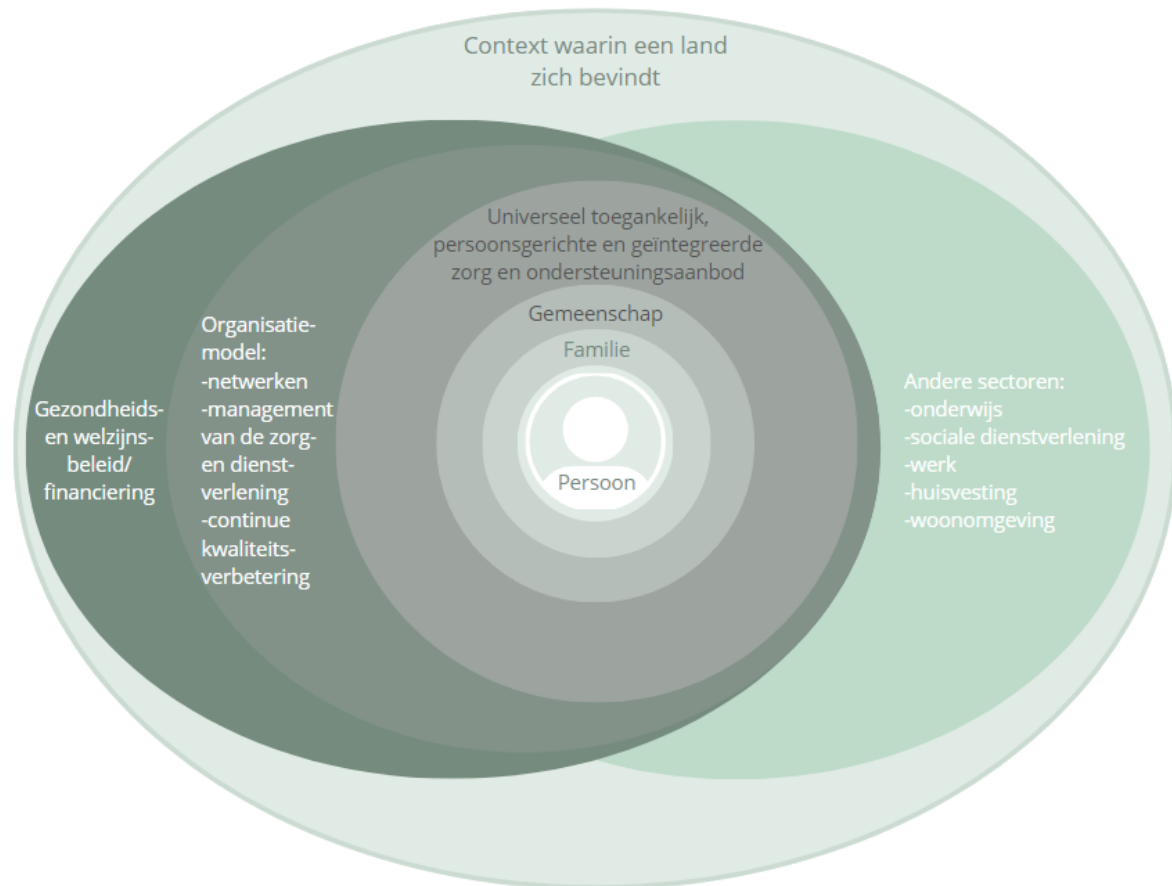 Context waarin een land
zich bevindt
Universeel toegankelijk,
persoonsgerichte en geïntegreerde
zorg en ondersteuningsaanbod
Gemeenschap
Familie
Persoon
Gezondheids-
en welzijns-
beleid/
financiering
Organisatie-
model:
-netwerken
-management
van de zorg-
en dienst-
verlening
-continue
kwaliteits-
verbetering
Andere sectoren:
-onderwijs
-sociale dienstverlening
-werk
-huisvesting
-woonomgeving